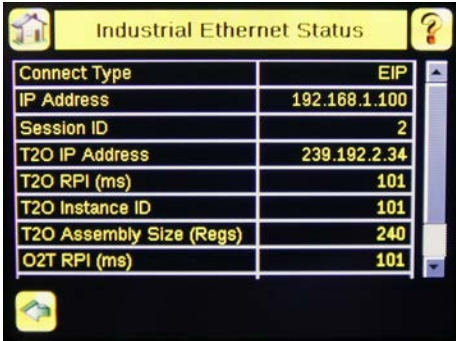 Industrial Ethernet Status
?
Connect Type EIP
IP Address 192.168.1.100
Session ID 2
T2O IP Address 239.192.2.34
T2O RPI (ms) 101
T2O Instance ID 101
T2O Assembly Size (Regs) 240
O2T RPI (ms) 101